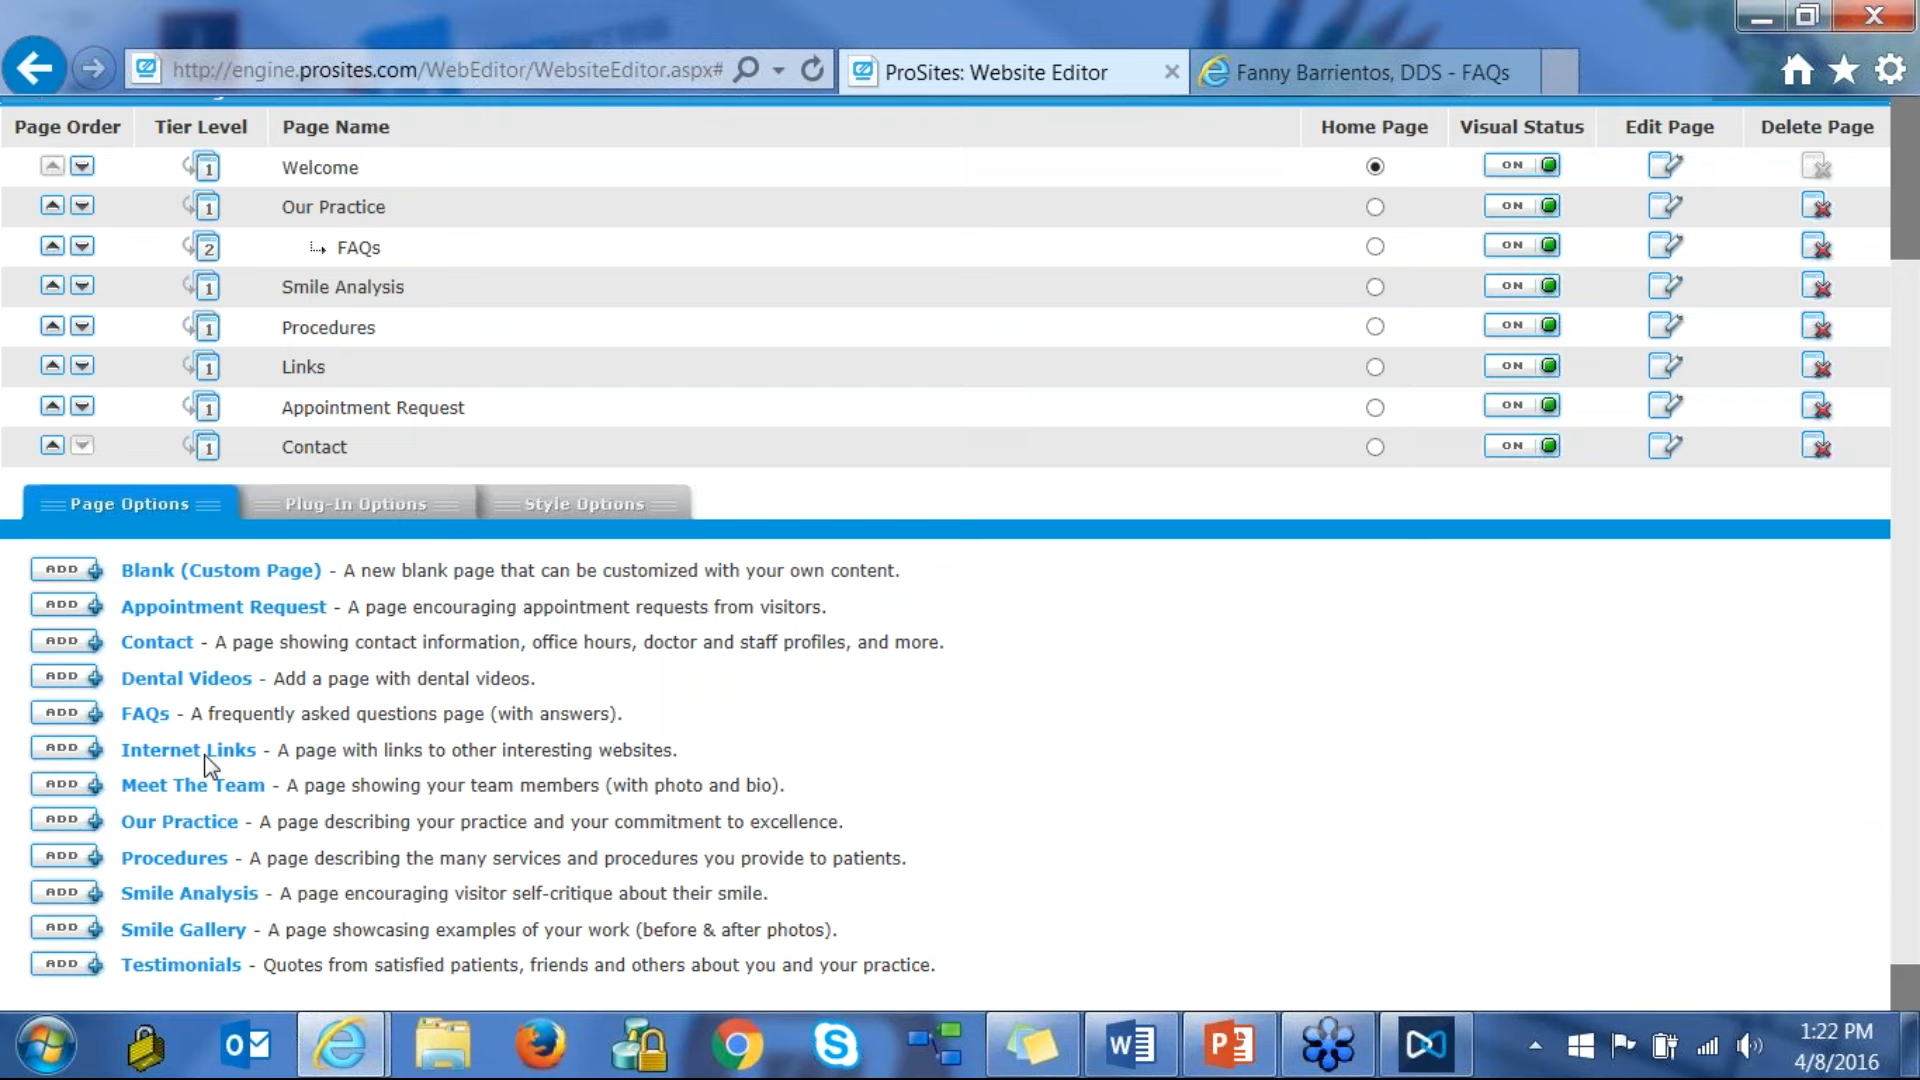 http://engine.prosites.com/WebEditor/WebsiteEditor.aspx# ProSites: Website Editor Fanny Barrientos, DDS - FAQs
Page Order Tier Level Page Name Home Page Visual Status Edit Page Delete Page
1 Welcome ON
1 Our Practice ON
2 FAQs ON
1 Smile Analysis ON
1 Procedures ON
1 Links ON
1 Appointment Request ON
1 Contact ON
Page Options Plug-In Options Style Options
ADD Blank (Custom Page) - A new blank page that can be customized with your own content.
ADD Appointment Request - A page encouraging appointment requests from visitors.
ADD Contact - A page showing contact information, office hours, doctor and staff profiles, and more.
ADD Dental Videos - Add a page with dental videos.
ADD FAQs - A frequently asked questions page (with answers).
ADD Internet Links - A page with links to other interesting websites.
ADD Meet The Team - A page showing your team members (with photo and bio).
ADD Our Practice - A page describing your practice and your commitment to excellence.
ADD Procedures - A page describing the many services and procedures you provide to patients.
ADD Smile Analysis - A page encouraging visitor self-critique about their smile.
ADD Smile Gallery - A page showcasing examples of your work (before & after photos).
ADD Testimonials - Quotes from satisfied patients, friends and others about you and your practice.
1:22 PM
4/8/2016